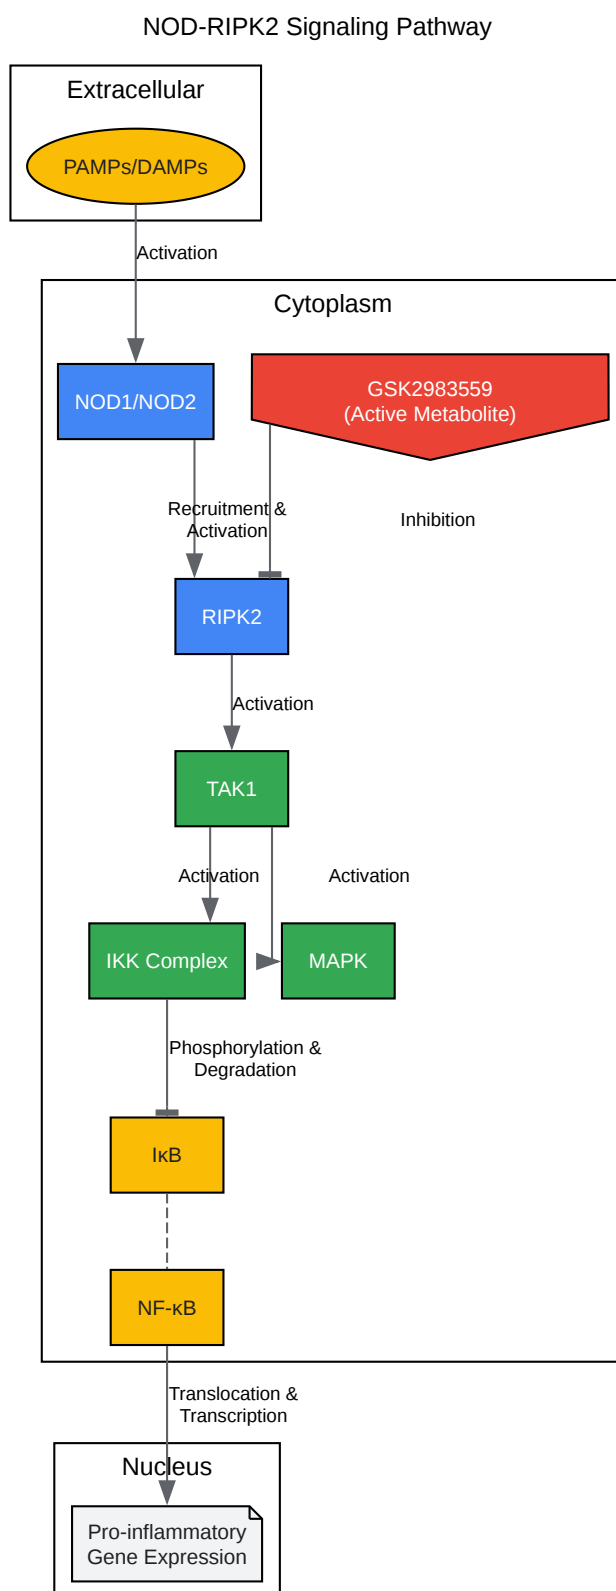 NOD-RIPK2 Signaling Pathway
Extracellular
PAMPs/DAMPs
Activation
Cytoplasm
NOD1/NOD2
GSK2983559
(Active Metabolite)
Recruitment &
Activation
Inhibition
RIPK2
Activation
TAK1
Activation
Activation
IKK Complex
MAPK
Phosphorylation &
Degradation
IκB
NF-κB
Translocation &
Transcription
Nucleus
Pro-inflammatory
Gene Expression